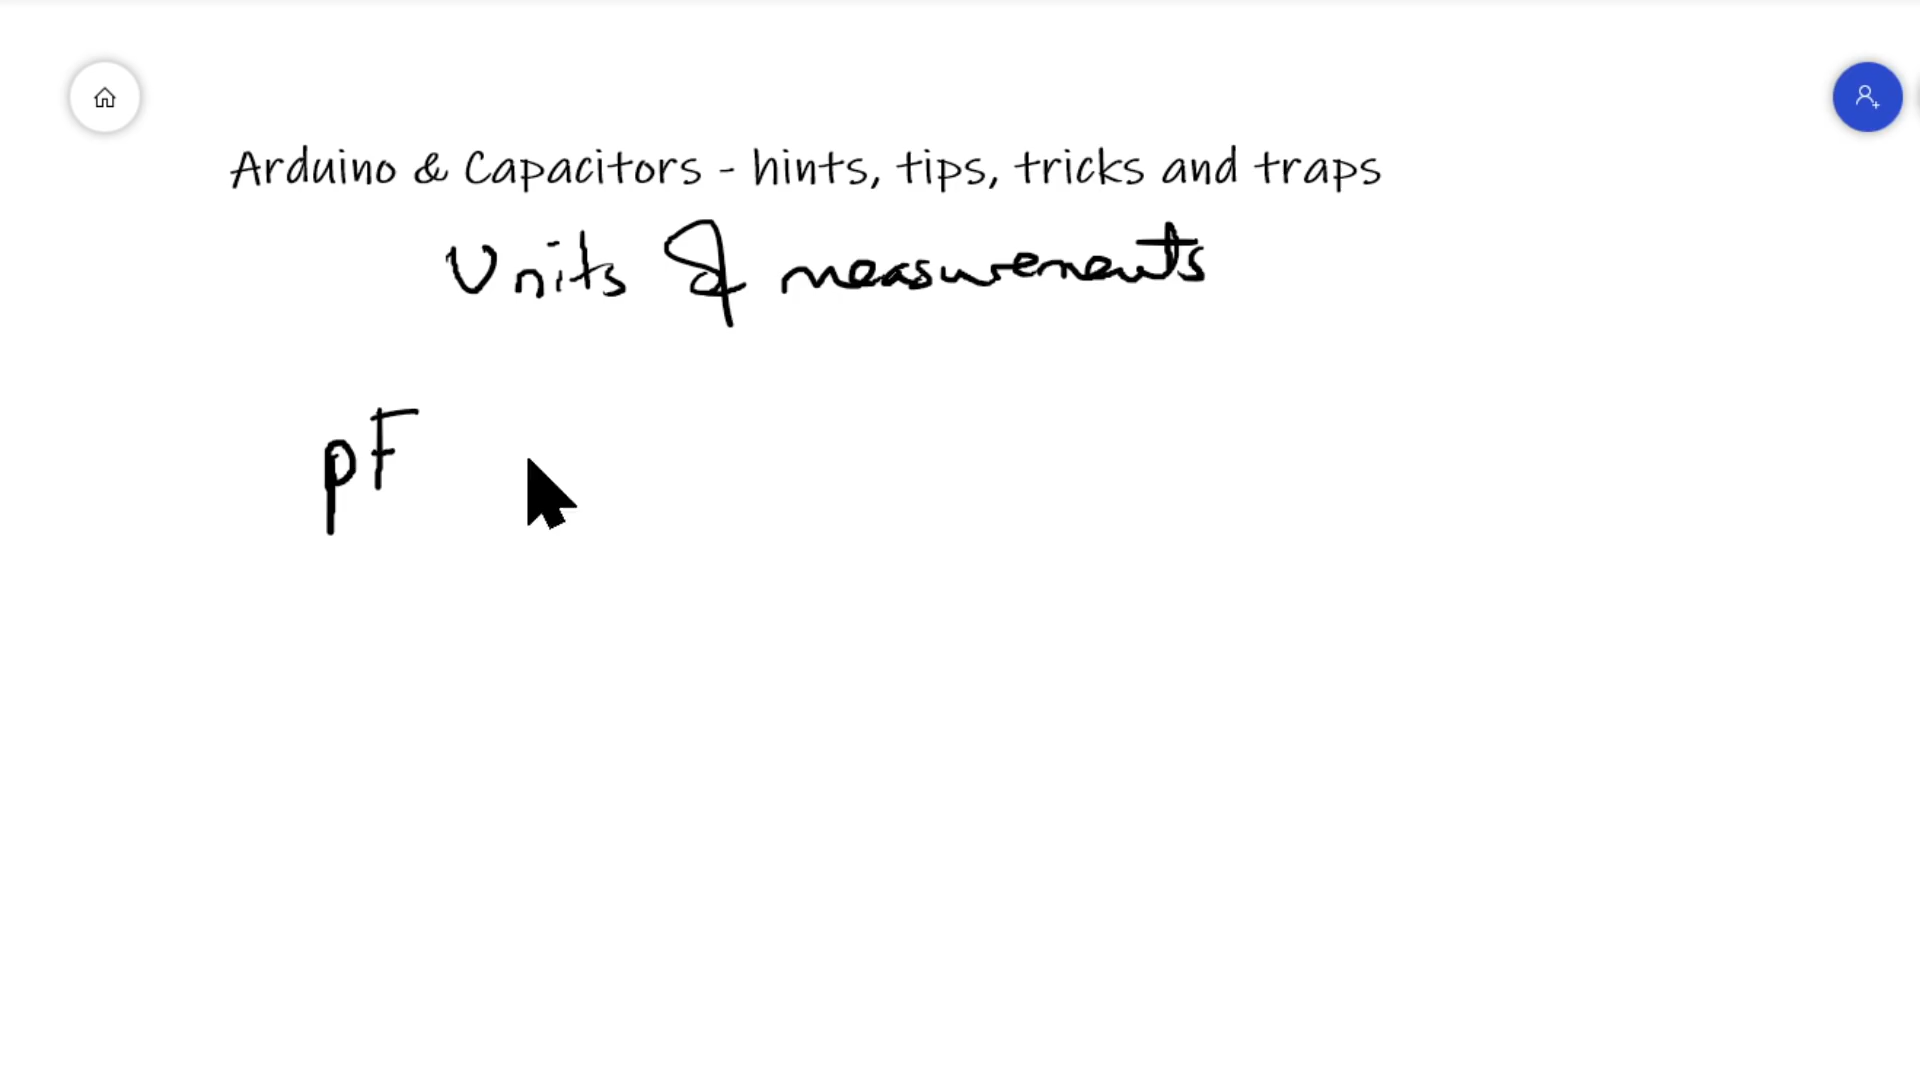 Arduino & Capacitors - hints, tips, tricks and traps
Units & measurements
pF